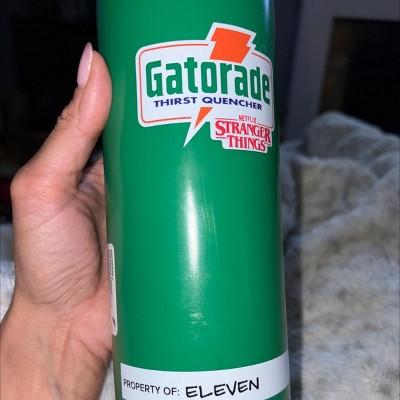 Gatorade
THIRST QUENCHER
NETFLIX
STRANGER
THINGS
PROPERTY OF: ELEVEN